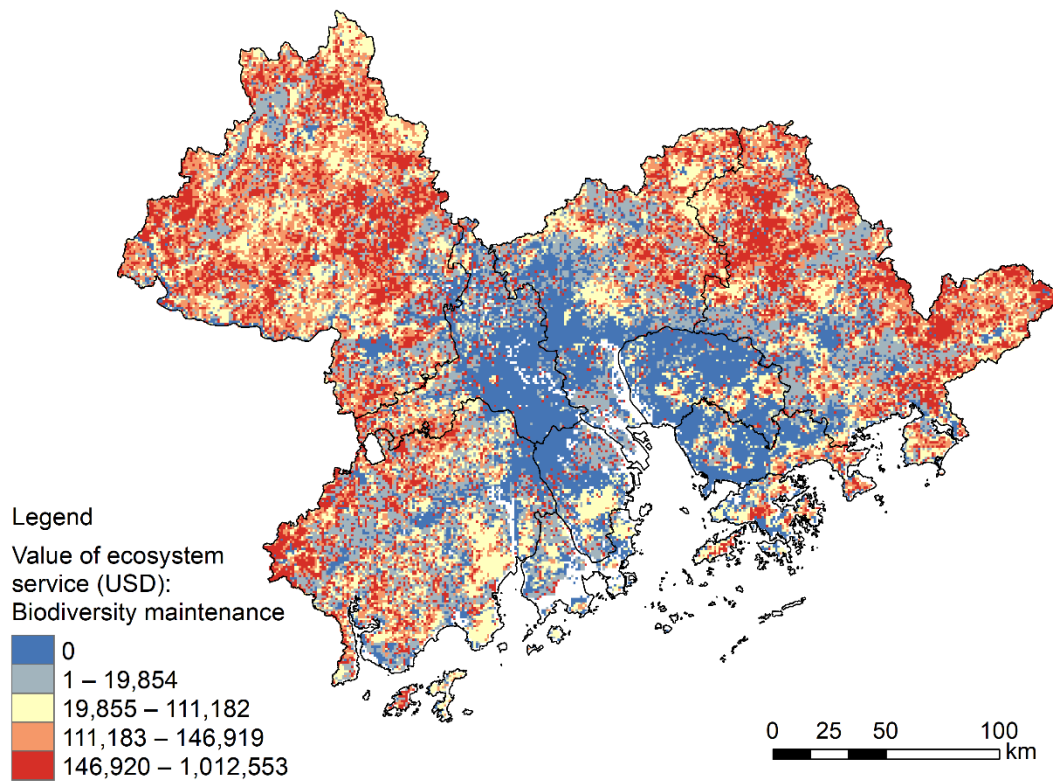 Legend
Value of ecosystem
service (USD):
Biodiversity maintenance
0
1 – 19,854
19,855 – 111,182
111,183 – 146,919
146,920 – 1,012,553
0 25 50 100
km